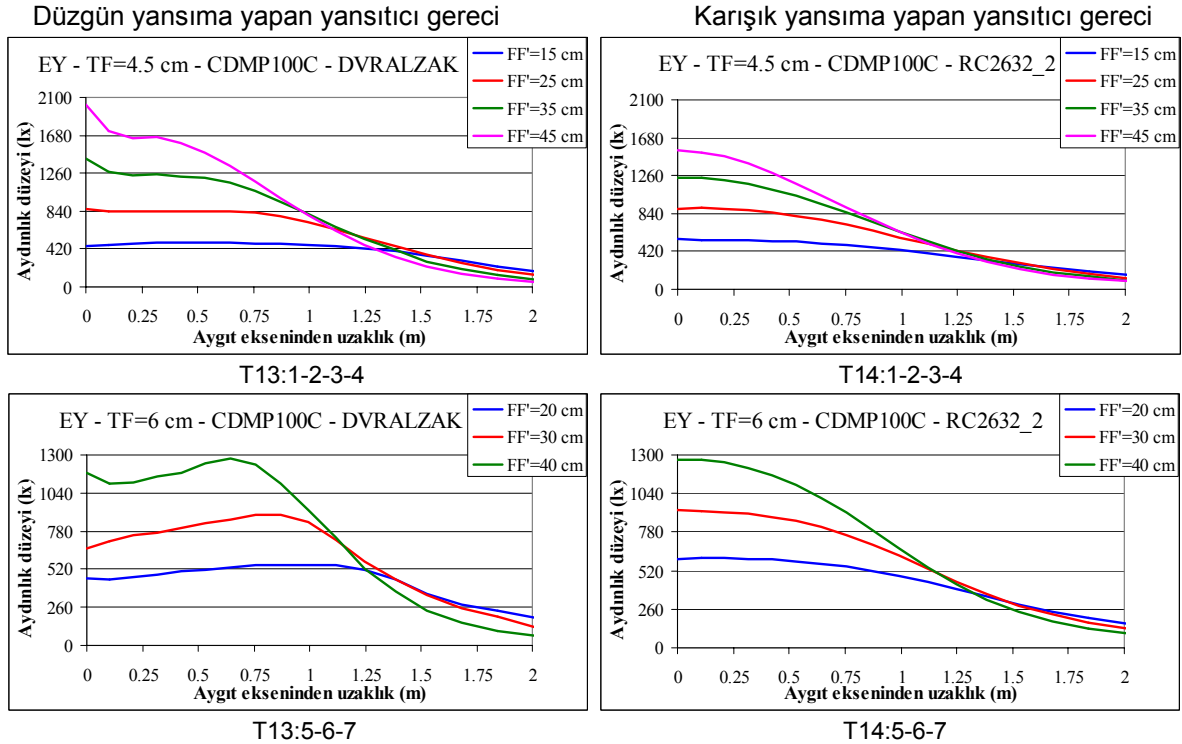 Düzgün yansıma yapan yansıtıcı gereci
Karışık yansıma yapan yansıtıcı gereci
EY - TF=4.5 cm - CDMP100C - DVRALZAK
FF'=15 cm
FF'=25 cm
FF'=35 cm
FF'=45 cm
Aydınlık düzeyi (lx)
2100
1680
1260
840
420
0
0 0.25 0.5 0.75 1 1.25 1.5 1.75 2
Aygıt ekseninden uzaklık (m)
T13:1-2-3-4
EY - TF=4.5 cm - CDMP100C - RC2632_2
FF'=15 cm
FF'=25 cm
FF'=35 cm
FF'=45 cm
Aydınlık düzeyi (lx)
2100
1680
1260
840
420
0
0 0.25 0.5 0.75 1 1.25 1.5 1.75 2
Aygıt ekseninden uzaklık (m)
T14:1-2-3-4
EY - TF=6 cm - CDMP100C - DVRALZAK
FF'=20 cm
FF'=30 cm
FF'=40 cm
Aydınlık düzeyi (lx)
1300
1040
780
520
260
0
0 0.25 0.5 0.75 1 1.25 1.5 1.75 2
Aygıt ekseninden uzaklık (m)
T13:5-6-7
EY - TF=6 cm - CDMP100C - RC2632_2
FF'=20 cm
FF'=30 cm
FF'=40 cm
Aydınlık düzeyi (lx)
1300
1040
780
520
260
0
0 0.25 0.5 0.75 1 1.25 1.5 1.75 2
Aygıt ekseninden uzaklık (m)
T14:5-6-7